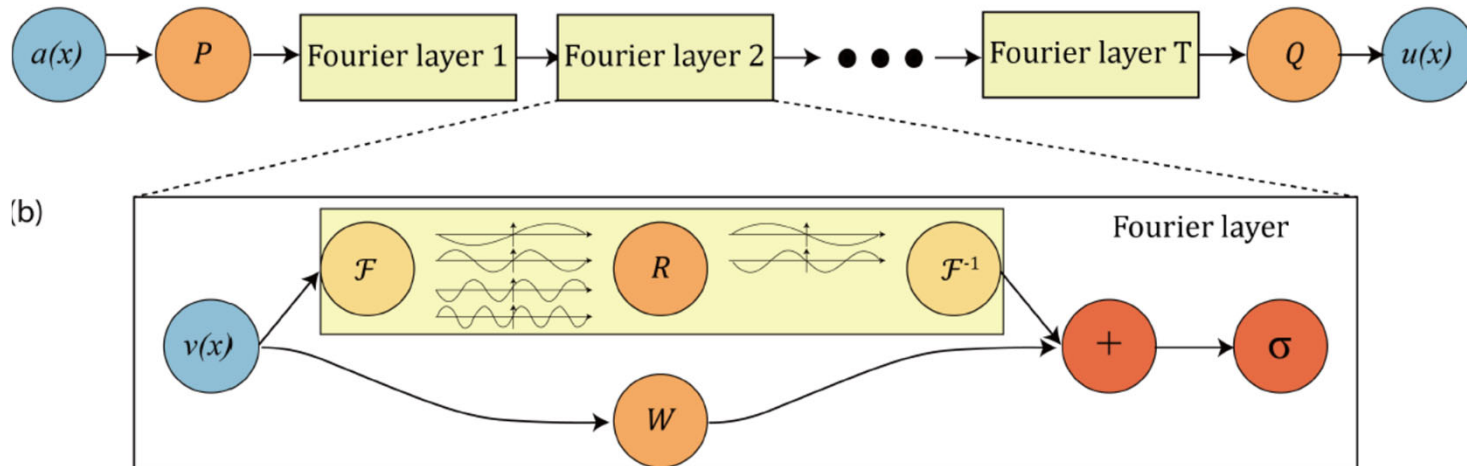 a(x) P Fourier layer 1 Fourier layer 2 ••• Fourier layer T Q u(x)
(b)
Fourier layer
ℱ R ℱ⁻¹
v(x) + σ
W